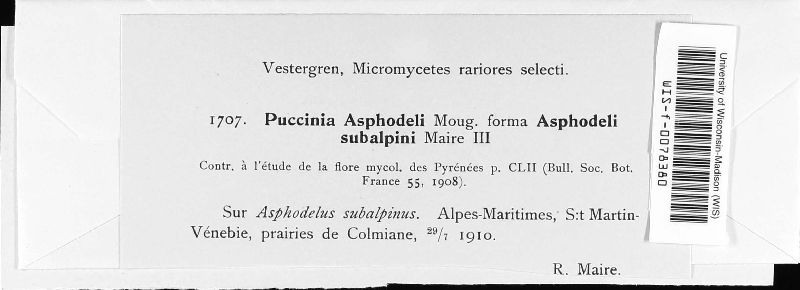 Vestergren, Micromycetes rariores selecti.
1707. Puccinia Asphodeli Moug. forma Asphodeli
subalpini Maire III
Contr. à l'étude de la flore mycol. des Pyrénées p. CLII (Bull. Soc. Bot.
France 55, 1908).
Sur Asphodelus subalpinus. Alpes-Maritimes, S:t Martin-
Vénebie, prairies de Colmiane, 29/7 1910.
R. Maire.
University of Wisconsin-Madison (WIS)
WIS-f-0078380